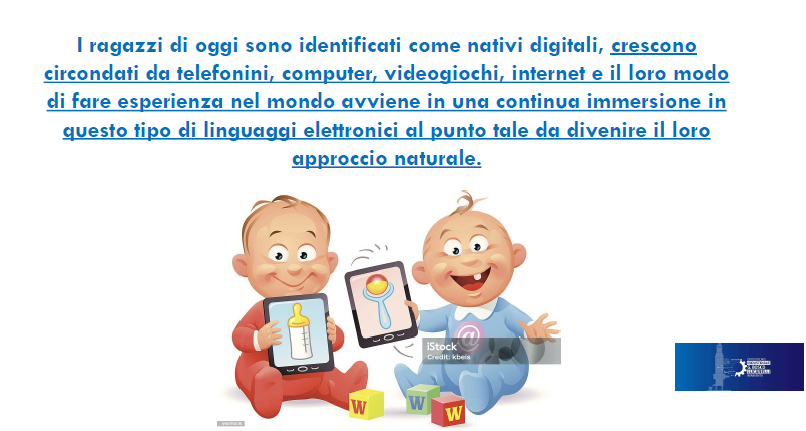 I ragazzi di oggi sono identificati come nativi digitali, crescono
circondati da telefonini, computer, videogiochi, internet e il loro modo
di fare esperienza nel mondo avviene in una continua immersione in
questo tipo di linguaggi elettronici al punto tale da divenire il loro
approccio naturale.
@
iStock
Credit: kbeis
W W W